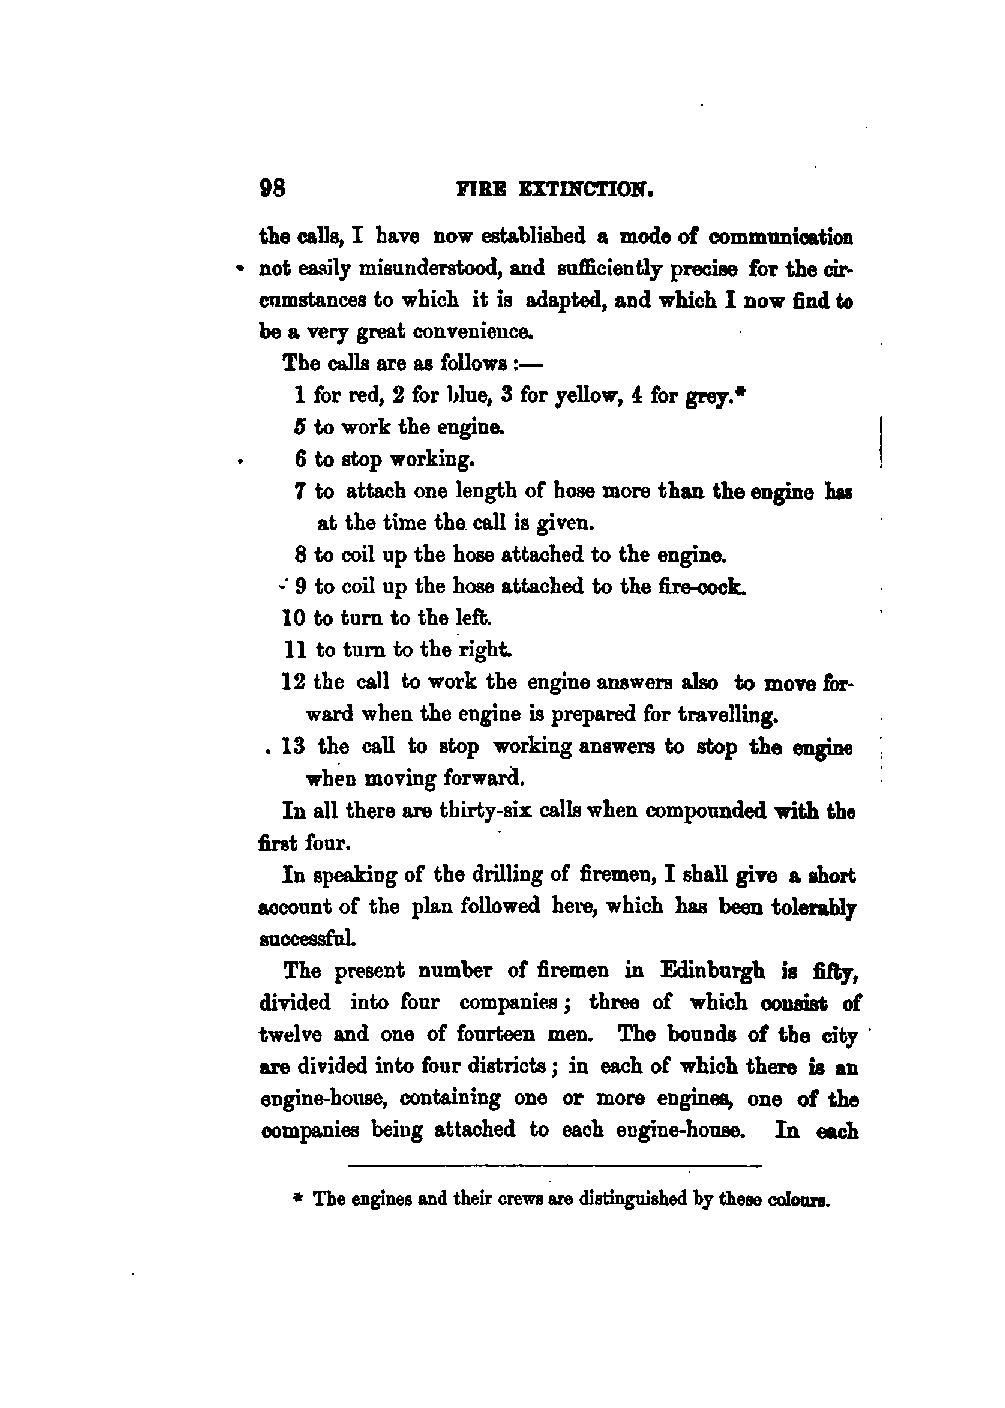 98 FIRE EXTINCTION.
the calls, I have now established a mode of communication
not easily misunderstood, and sufficiently precise for the cir-
cumstances to which it is adapted, and which I now find to
be a very great convenience.
The calls are as follows :—
1 for red, 2 for blue, 3 for yellow, 4 for grey.*
5 to work the engine.
6 to stop working.
7 to attach one length of hose more than the engine has
at the time the call is given.
8 to coil up the hose attached to the engine.
9 to coil up the hose attached to the fire-cock.
10 to turn to the left.
11 to turn to the right.
12 the call to work the engine answers also to move for-
ward when the engine is prepared for travelling.
13 the call to stop working answers to stop the engine
when moving forward.
In all there are thirty-six calls when compounded with the
first four.
In speaking of the drilling of firemen, I shall give a short
account of the plan followed here, which has been tolerably
successful.
The present number of firemen in Edinburgh is fifty,
divided into four companies; three of which consist of
twelve and one of fourteen men. The bounds of the city
are divided into four districts; in each of which there is an
engine-house, containing one or more engines, one of the
companies being attached to each engine-house. In each
* The engines and their crews are distinguished by these colours.